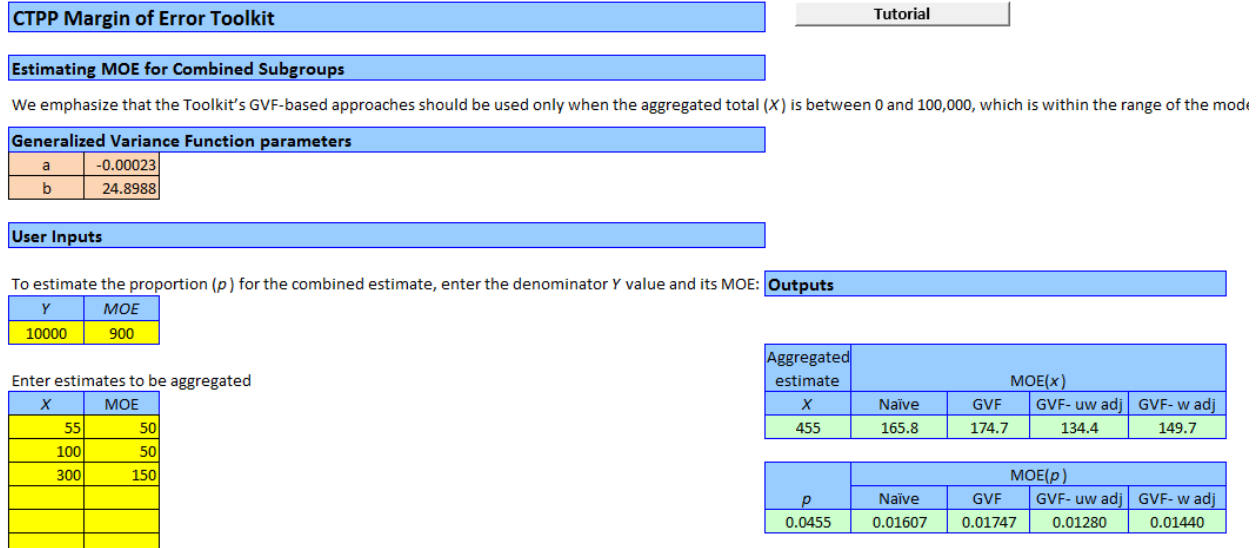 CTPP Margin of Error Toolkit
Tutorial
Estimating MOE for Combined Subgroups
We emphasize that the Toolkit's GVF-based approaches should be used only when the aggregated total (X) is between 0 and 100,000, which is within the range of the
Generalized Variance Function parameters
a -0.00023
b 24.8988
User Inputs
To estimate the proportion (p) for the combined estimate, enter the denominator Y value and its MOE:
Y MOE
10000 900
Enter estimates to be aggregated
X MOE
55 50
100 50
300 150
Outputs
Aggregated
estimate MOE(x)
X Naïve GVF GVF- uw adj GVF- w adj
455 165.8 174.7 134.4 149.7
MOE(p)
p Naïve GVF GVF- uw adj GVF- w adj
0.0455 0.01607 0.01747 0.01280 0.01440